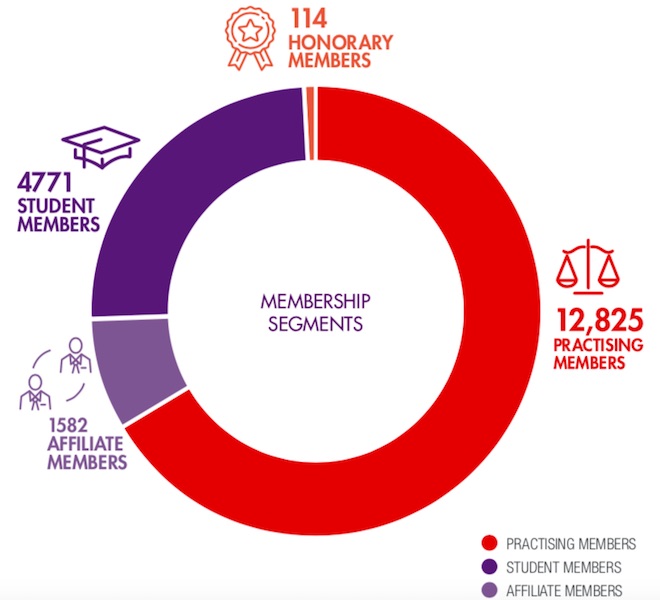 114
HONORARY
MEMBERS
4771
STUDENT
MEMBERS
MEMBERSHIP
SEGMENTS
12,825
PRACTISING
MEMBERS
1582
AFFILIATE
MEMBERS
PRACTISING MEMBERS
STUDENT MEMBERS
AFFILIATE MEMBERS